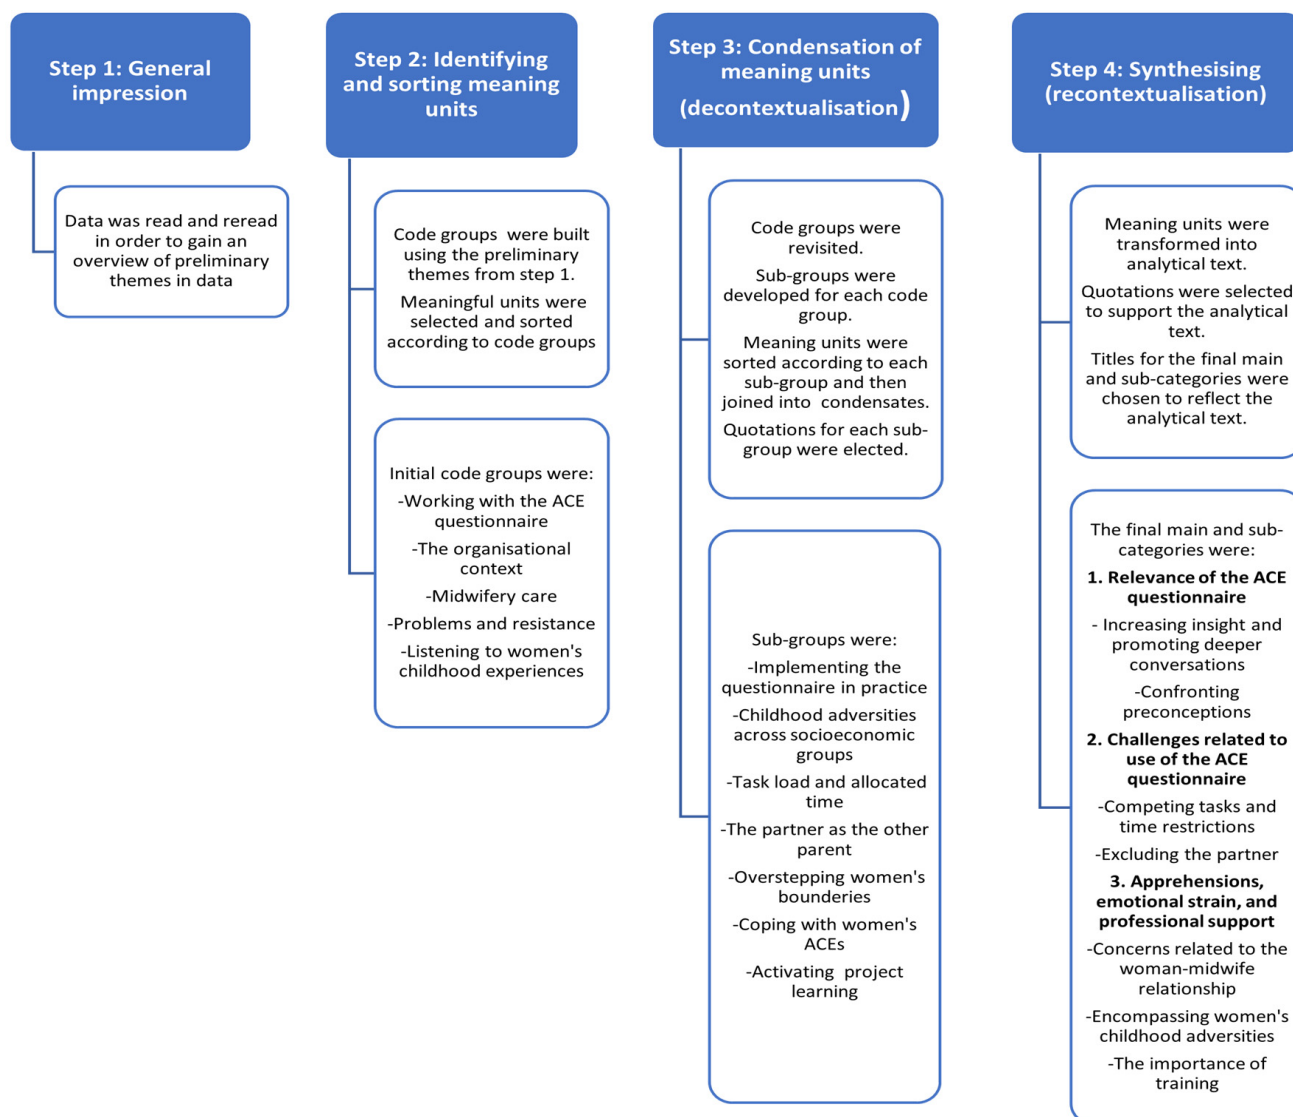 Step 1: General
impression
Data was read and reread
in order to gain an
overview of preliminary
themes in data
Step 2: Identifying
and sorting meaning
units
Code groups were built
using the preliminary
themes from step 1.
Meaningful units were
selected and sorted
according to code groups
Initial code groups were:
-Working with the ACE
questionnaire
-The organisational
context
-Midwifery care
-Problems and resistance
-Listening to women's
childhood experiences
Step 3: Condensation of
meaning units
(decontextualisation)
Code groups were
revisited.
Sub-groups were
developed for each code
group.
Meaning units were
sorted according to each
sub-group and then
joined into condensates.
Quotations for each sub-
group were elected.
Sub-groups were:
-Implementing the
questionnaire in practice
-Childhood adversities
across socioeconomic
groups
-Task load and allocated
time
-The partner as the other
parent
-Overstepping women's
bounderies
-Coping with women's
ACEs
-Activating project
learning
Step 4: Synthesising
(recontextualisation)
Meaning units were
transformed into
analytical text.
Quotations were selected
to support the analytical
text.
Titles for the final main
and sub-categories were
chosen to reflect the
analytical text.
The final main and sub-
categories were:
1. Relevance of the ACE
questionnaire
- Increasing insight and
promoting deeper
conversations
-Confronting
preconceptions
2. Challenges related to
use of the ACE
questionnaire
-Competing tasks and
time restrictions
-Excluding the partner
3. Apprehensions,
emotional strain, and
professional support
-Concerns related to the
woman-midwife
relationship
-Encompassing women's
childhood adversities
-The importance of
training